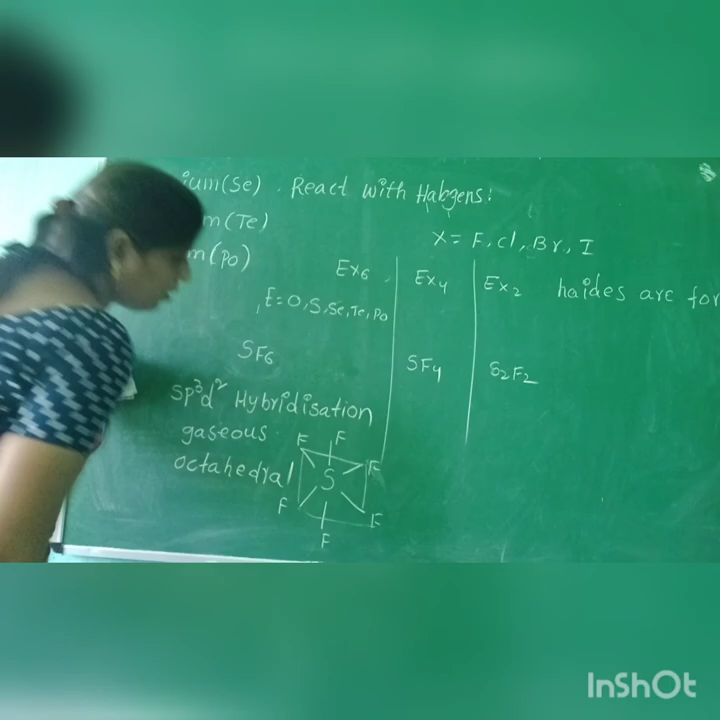 ium(Se). React with Halogens:
m(Te)
X= F, Cl, Br, I
m(Po)
Ex6
Ex4
Ex2
haides are for
E=O,S,Se,Te,Po
SF6
SF4
S2F2
sp³d² Hybridisation
gaseous
octahedral
F
F
F
S
F
F
F
InShOt